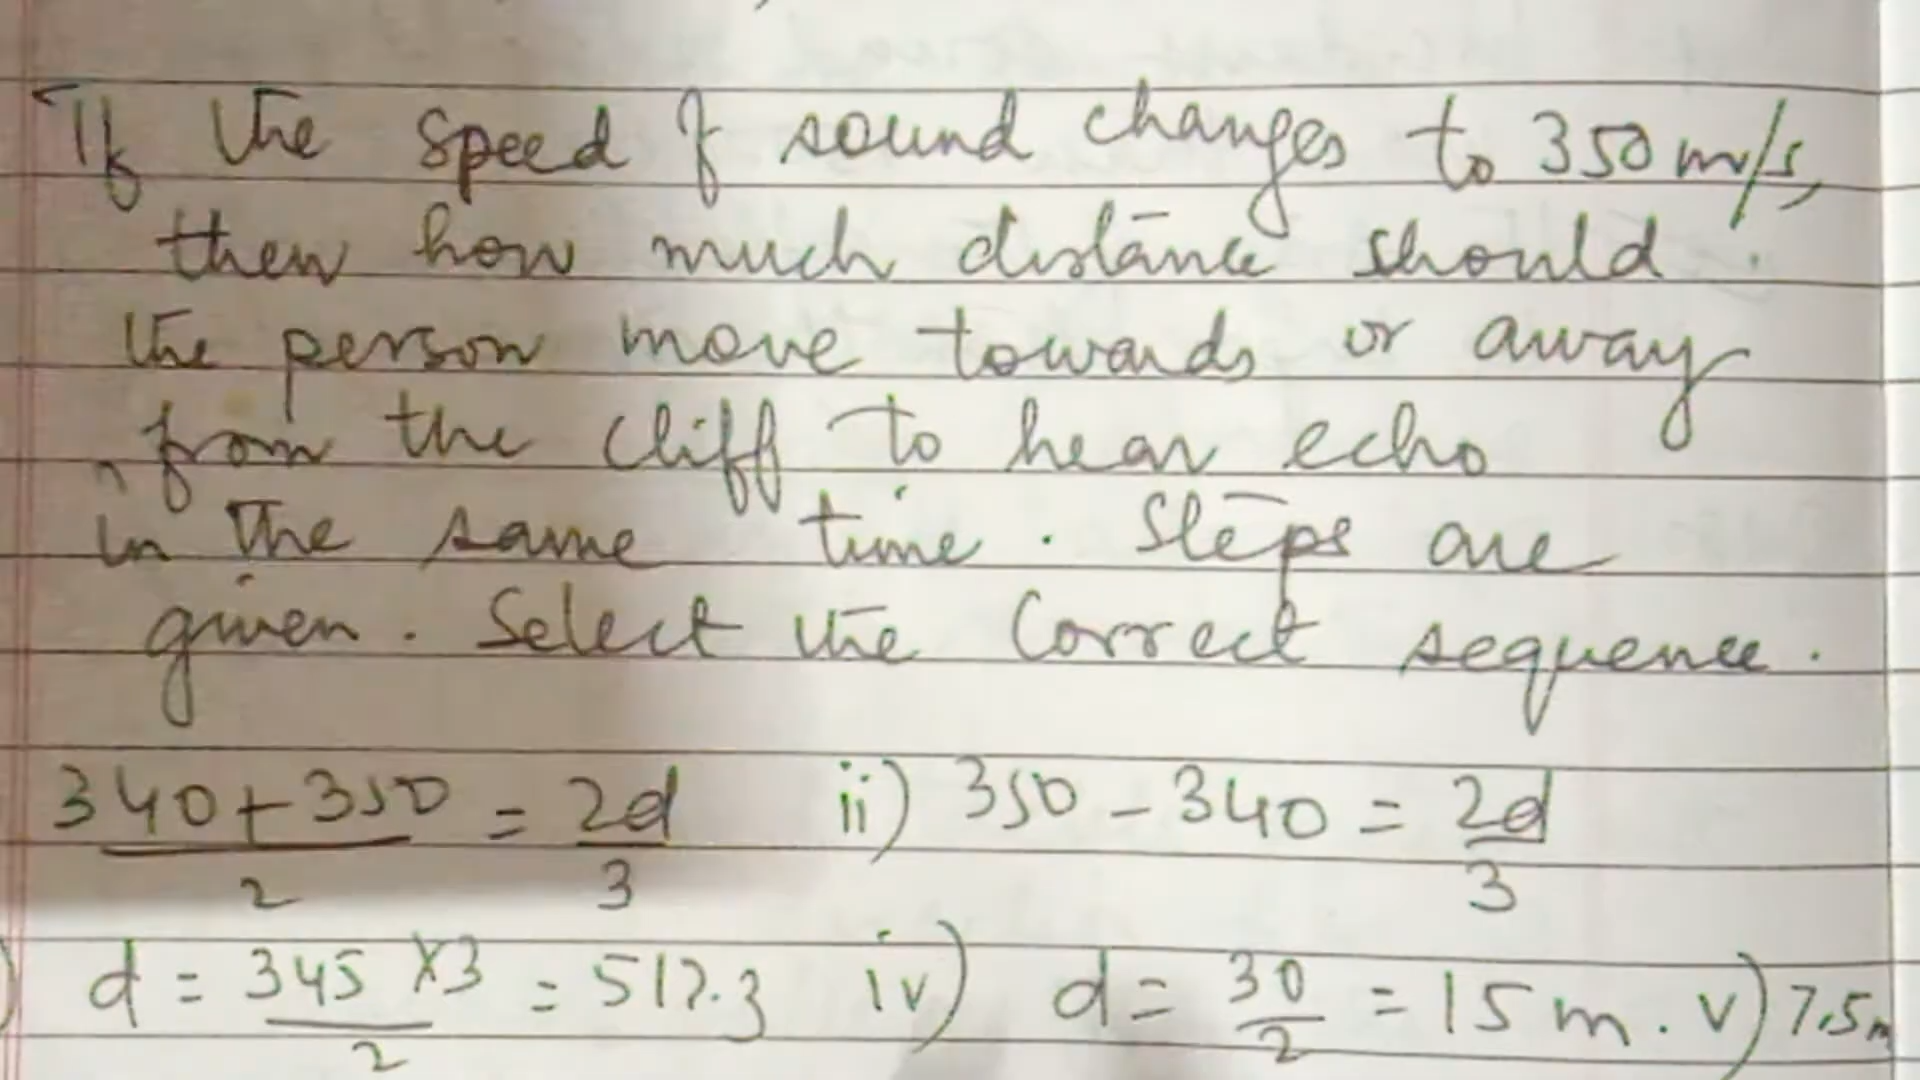 If the speed of sound changes to 350 m/s,
then how much distance should
the person move towards or away
from the cliff to hear echo
in the same time. Steps are
given. Select the Correct sequence.
340+350/2 = 2d/3 ii) 350-340 = 2d/3
) d = 345 x3/2 = 517.3 iv) d = 30/2 = 15 m. v) 7.5m